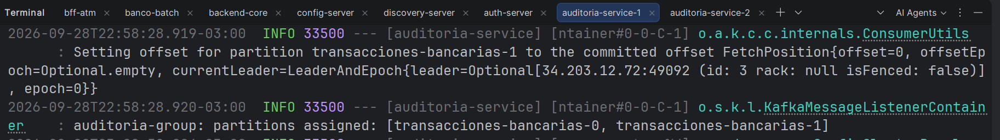 Terminal bff-atm × banco-batch × backend-core × config-server × discovery-server × auth-server × auditoria-service-1 × auditoria-service-2 × AI Agents
2026-09-28T22:58:28.919-03:00  INFO 33500 --- [auditoria-service] [ntainer#0-0-C-1] o.a.k.c.c.internals.ConsumerUtils
      : Setting offset for partition transacciones-bancarias-1 to the committed offset FetchPosition{offset=0, offsetEp
och=Optional.empty, currentLeader=LeaderAndEpoch{leader=Optional[34.203.12.72:49092 (id: 3 rack: null isFenced: false)]
, epoch=0}}
2026-09-28T22:58:28.920-03:00  INFO 33500 --- [auditoria-service] [ntainer#0-0-C-1] o.s.k.l.KafkaMessageListenerContain
er    : auditoria-group: partitions assigned: [transacciones-bancarias-0, transacciones-bancarias-1]